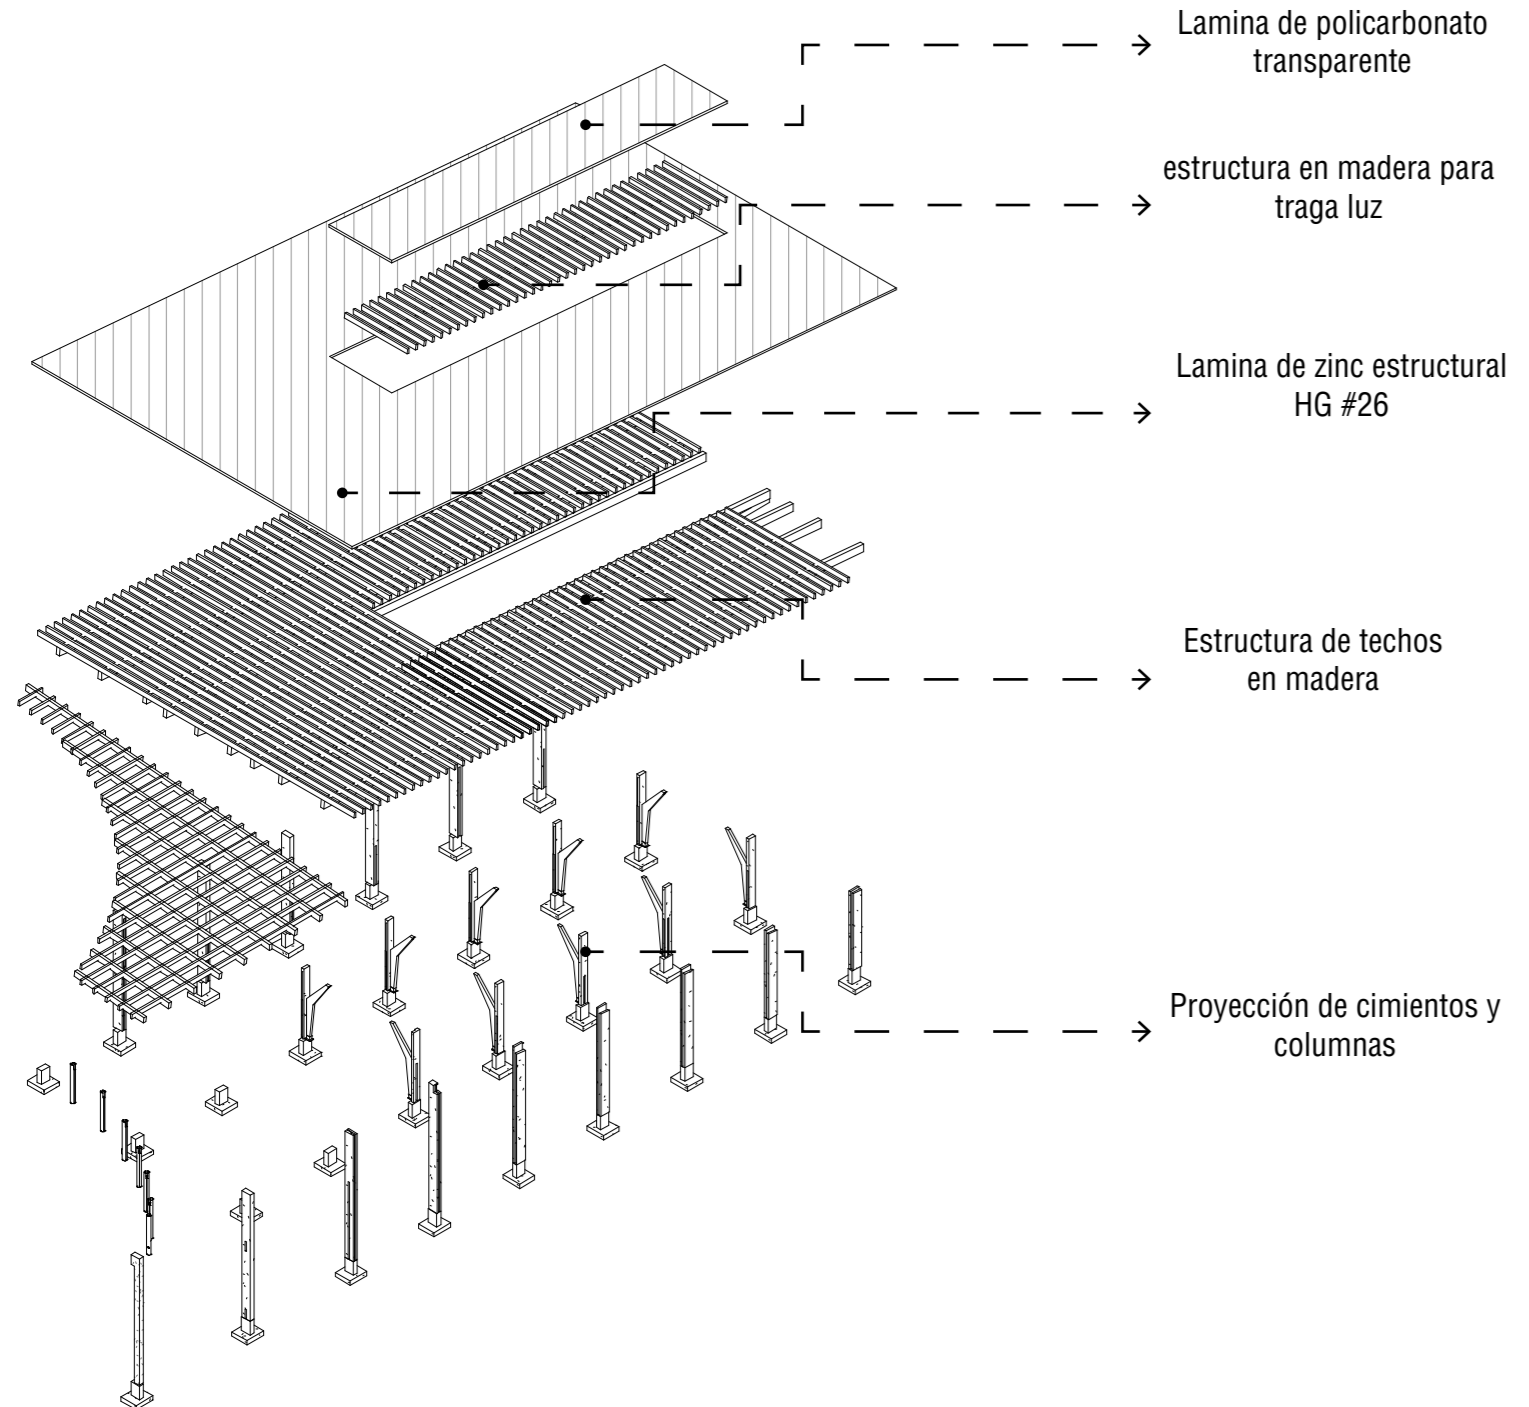 Lamina de policarbonato
transparente
estructura en madera para
traga luz
Lamina de zinc estructural
HG #26
Estructura de techos
en madera
Proyección de cimientos y
columnas